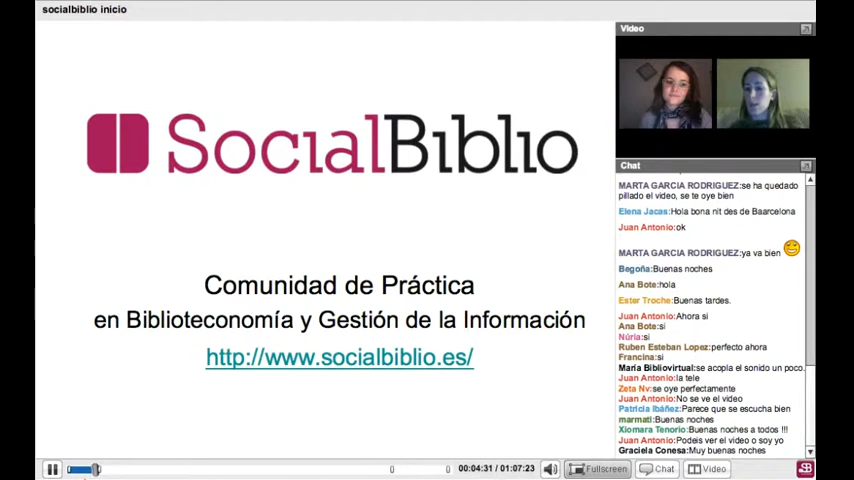 socialbiblio inicio
SocialBiblio
Comunidad de Práctica
en Biblioteconomía y Gestión de la Información
http://www.socialbiblio.es/
Video
Chat
MARTA GARCIA RODRIGUEZ:se ha quedado
pillado el video, se te oye bien
Elena Jacas:Hola bona nit des de Baarcelona
Juan Antonio:ok
MARTA GARCIA RODRIGUEZ:ya va bien
Begoña:Buenas noches
Ana Bote:hola
Ester Troche:Buenas tardes.
Juan Antonio:Ahora si
Ana Bote:si
Núria:sí
Ruben Esteban Lopez:perfecto ahora
Francina:si
María Bibliovirtual:se acopla el sonido un poco.
Juan Antonio:la tele
Zeta Nv:se oye perfectamente
Juan Antonio:No se ve el video
Patricia Ibáñez:Parece que se escucha bien
marmati:Buenas noches
Xiomara Tenorio:Buenas noches a todos !!!
Juan Antonio:Podeis ver el video o soy yo
Graciela Conesa:Muy buenas noches
00:04:31 / 01:07:23
Fullscreen
Chat
Video
SB